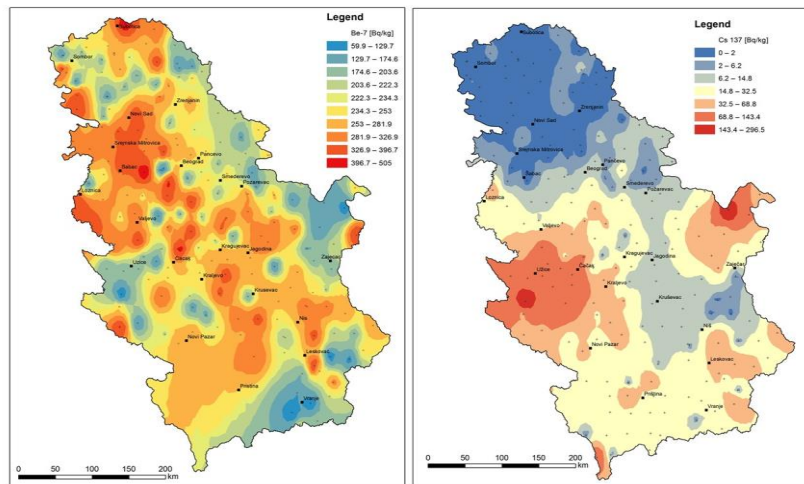 Legend
Be-7 [Bq/kg]
59.9 – 129.7
129.7 – 174.6
174.6 – 203.6
203.6 – 222.3
222.3 – 234.3
234.3 – 253
253 – 281.9
281.9 – 326.9
326.9 – 396.7
396.7 – 505
Subotica
Sombor
Zrenjanin
Novi Sad
Sremska Mitrovica
Pančevo
Beograd
Šabac
Smederevo
Požarevac
Loznica
Valjevo
Kragujevac
Jagodina
Čačak
Užice
Zaječar
Kraljevo
Kruševac
Niš
Novi Pazar
Leskovac
Priština
Vranje
0 50 100 150 200
km
Legend
Cs 137 [Bq/kg]
0 – 2
2 – 6.2
6.2 – 14.8
14.8 – 32.5
32.5 – 68.8
68.8 – 143.4
143.4 – 296.5
Subotica
Sombor
Zrenjanin
Novi Sad
Sremska Mitrovica
Pančevo
Beograd
Šabac
Smederevo
Požarevac
Loznica
Valjevo
Kragujevac
Jagodina
Čačak
Užice
Zaječar
Kraljevo
Kruševac
Niš
Novi Pazar
Leskovac
Priština
Vranje
0 50 100 150 200
km